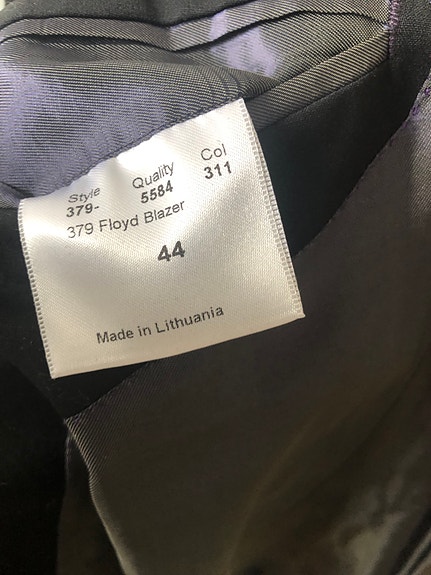 Style Quality Col
379- 5584 311
379 Floyd Blazer
44
Made in Lithuania